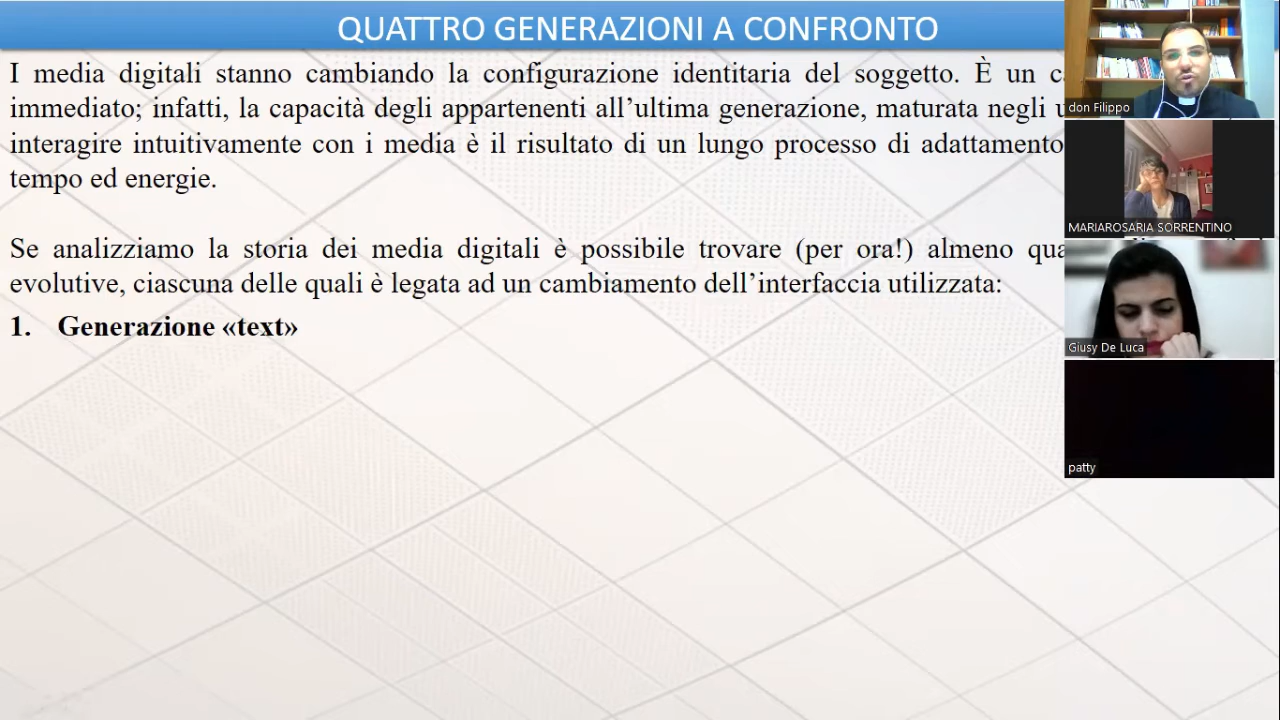 QUATTRO GENERAZIONI A CONFRONTO
I media digitali stanno cambiando la configurazione identitaria del soggetto. È un
immediato; infatti, la capacità degli appartenenti all’ultima generazione, maturata negli
interagire intuitivamente con i media è il risultato di un lungo processo di adattamento
tempo ed energie.
Se analizziamo la storia dei media digitali è possibile trovare (per ora!) almeno
evolutive, ciascuna delle quali è legata ad un cambiamento dell’interfaccia utilizzata:
1. Generazione «text»
don Filippo
MARIAROSARIA SORRENTINO
Giusy De Luca
patty